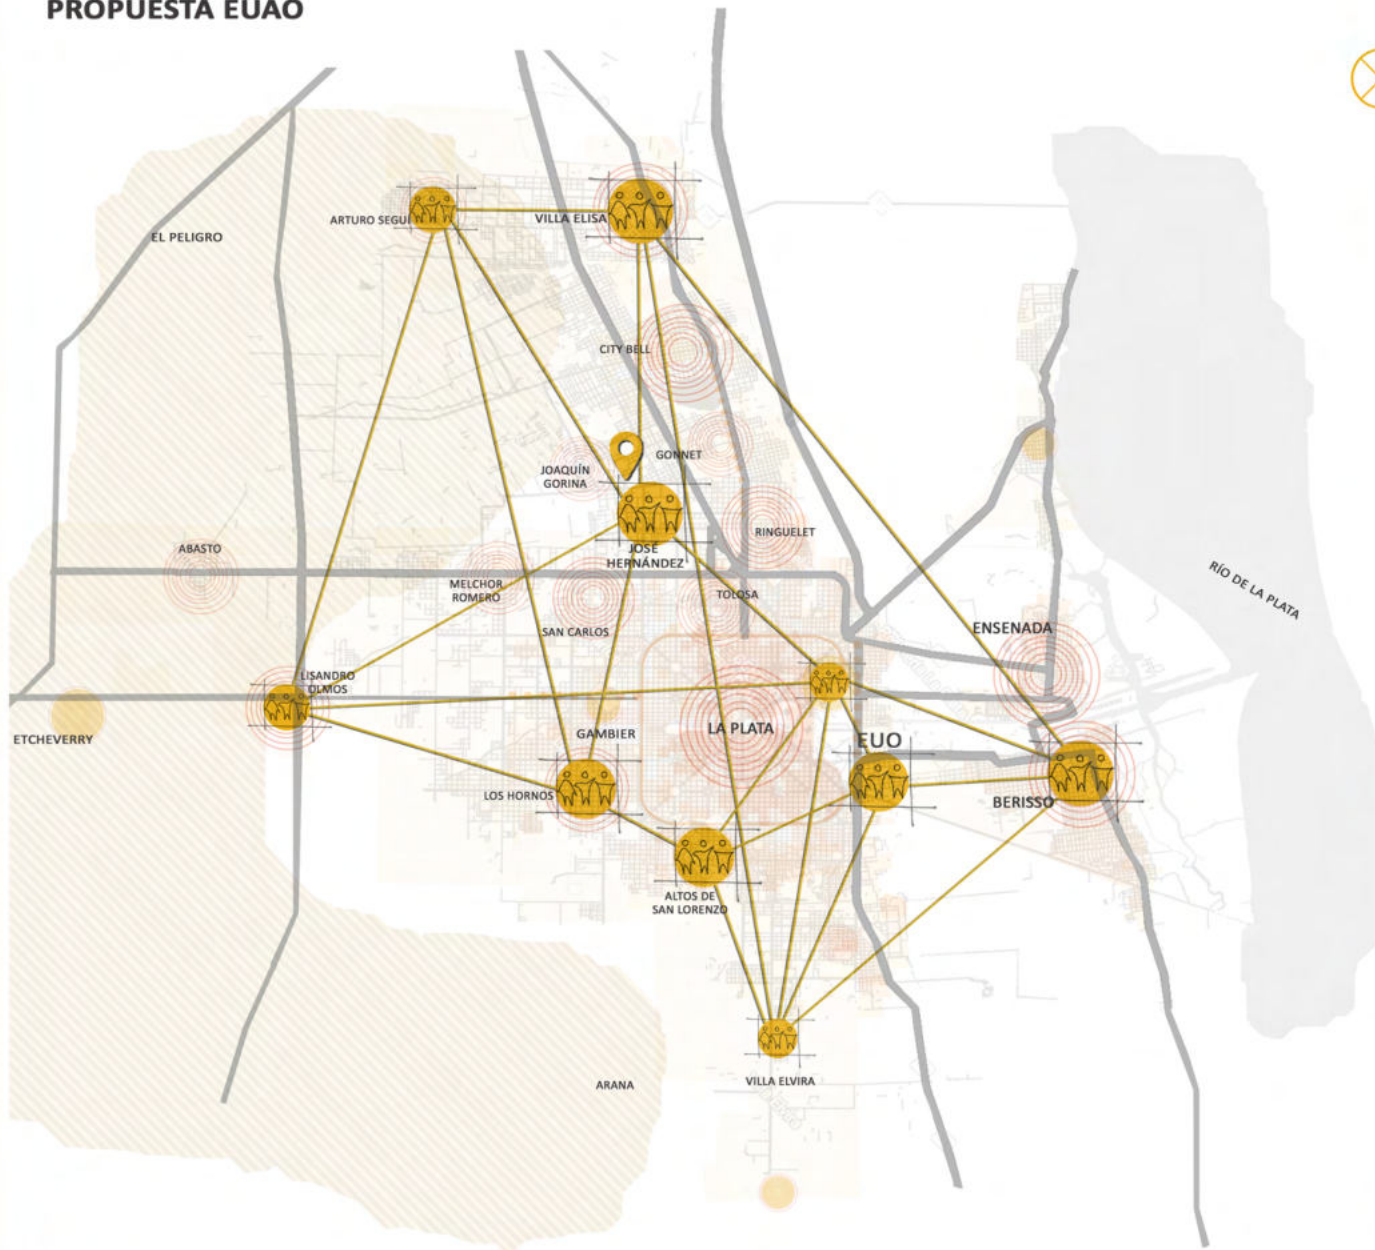 PROPUESTA EUAO
ARTURO SEGUÍ
VILLA ELISA
EL PELIGRO
CITY BELL
GONNET
JOAQUÍN
GORINA
RINGUELET
JOSÉ
HERNÁNDEZ
ABASTO
MELCHOR
ROMERO
TOLOSA
RÍO DE LA PLATA
SAN CARLOS
ENSENADA
LISANDRO
OLMOS
ETCHEVERRY
GAMBIER
LA PLATA
EUO
LOS HORNOS
BERISSO
ALTOS DE
SAN LORENZO
VILLA ELVIRA
ARANA